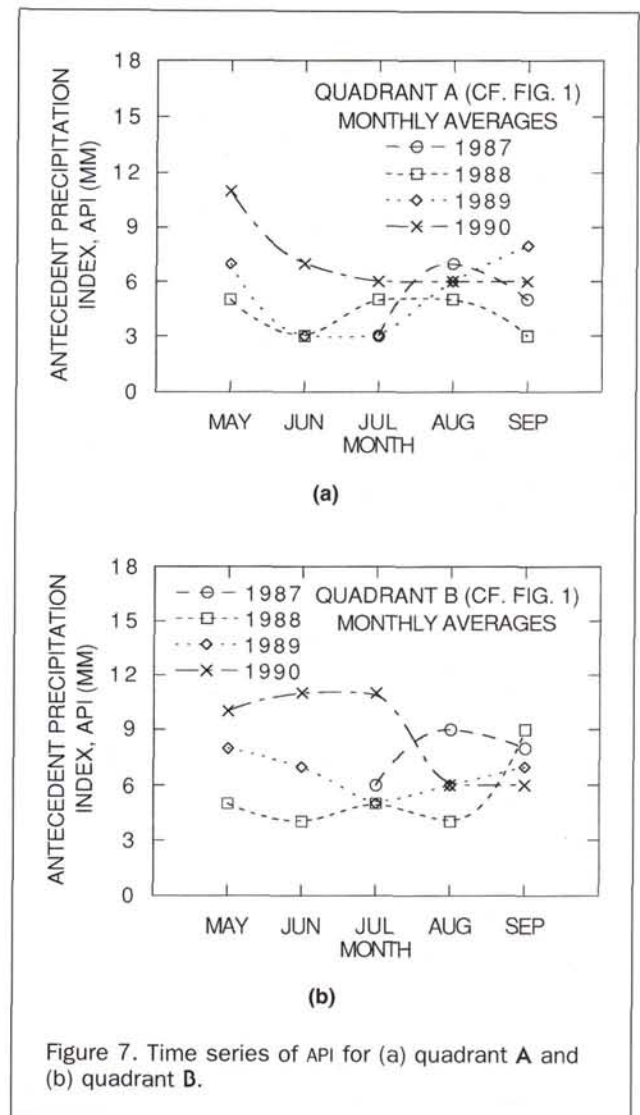 18
15
12
9
6
3
0
ANTECEDENT PRECIPITATION
INDEX, API (MM)
QUADRANT A (CF. FIG. 1)
MONTHLY AVERAGES
1987
1988
1989
1990
MAY JUN JUL AUG SEP
MONTH
(a)
18
15
12
9
6
3
0
ANTECEDENT PRECIPITATION
INDEX, API (MM)
1987
1988
1989
1990
QUADRANT B (CF. FIG. 1)
MONTHLY AVERAGES
MAY JUN JUL AUG SEP
MONTH
(b)
Figure 7. Time series of API for (a) quadrant A and
(b) quadrant B.